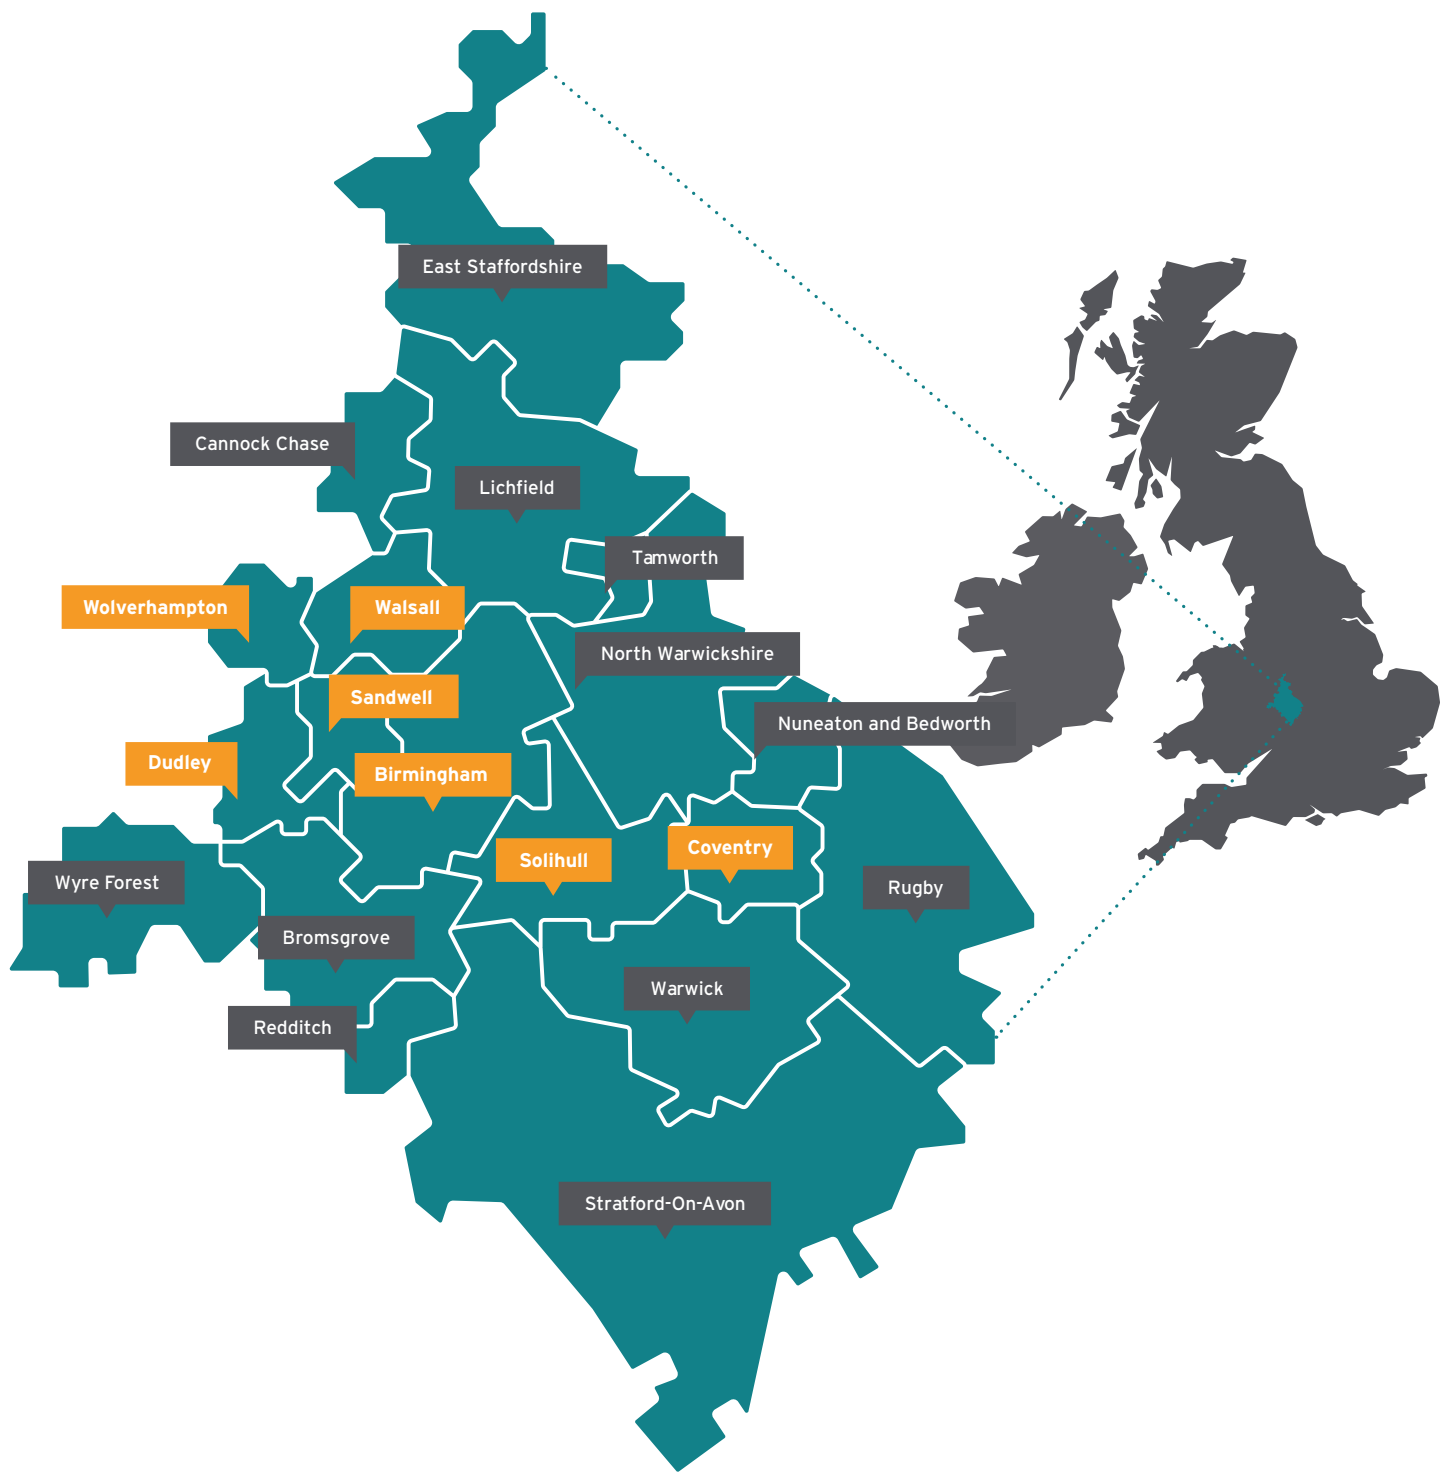 East Staffordshire
Cannock Chase
Lichfield
Tamworth
Wolverhampton
Walsall
North Warwickshire
Sandwell
Nuneaton and Bedworth
Dudley
Birmingham
Coventry
Solihull
Wyre Forest
Rugby
Bromsgrove
Warwick
Redditch
Stratford-On-Avon